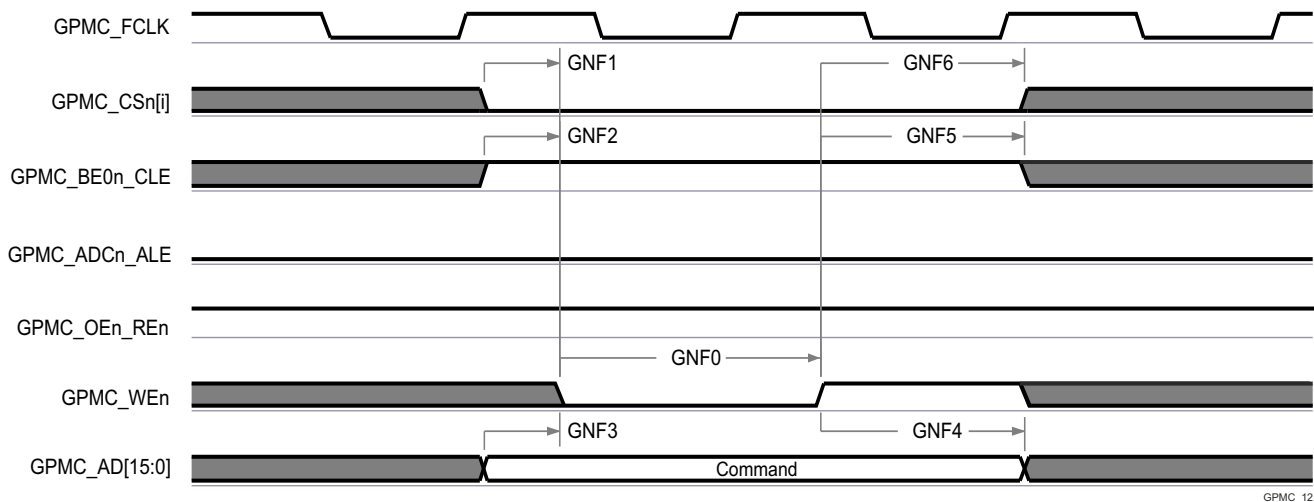 GPMC_FCLK
GNF1
GNF6
GPMC_CSn[i]
GNF2
GNF5
GPMC_BE0n_CLE
GPMC_ADCn_ALE
GPMC_OEn_REn
GNF0
GPMC_WEn
GNF3
GNF4
GPMC_AD[15:0]
Command
GPMC_12